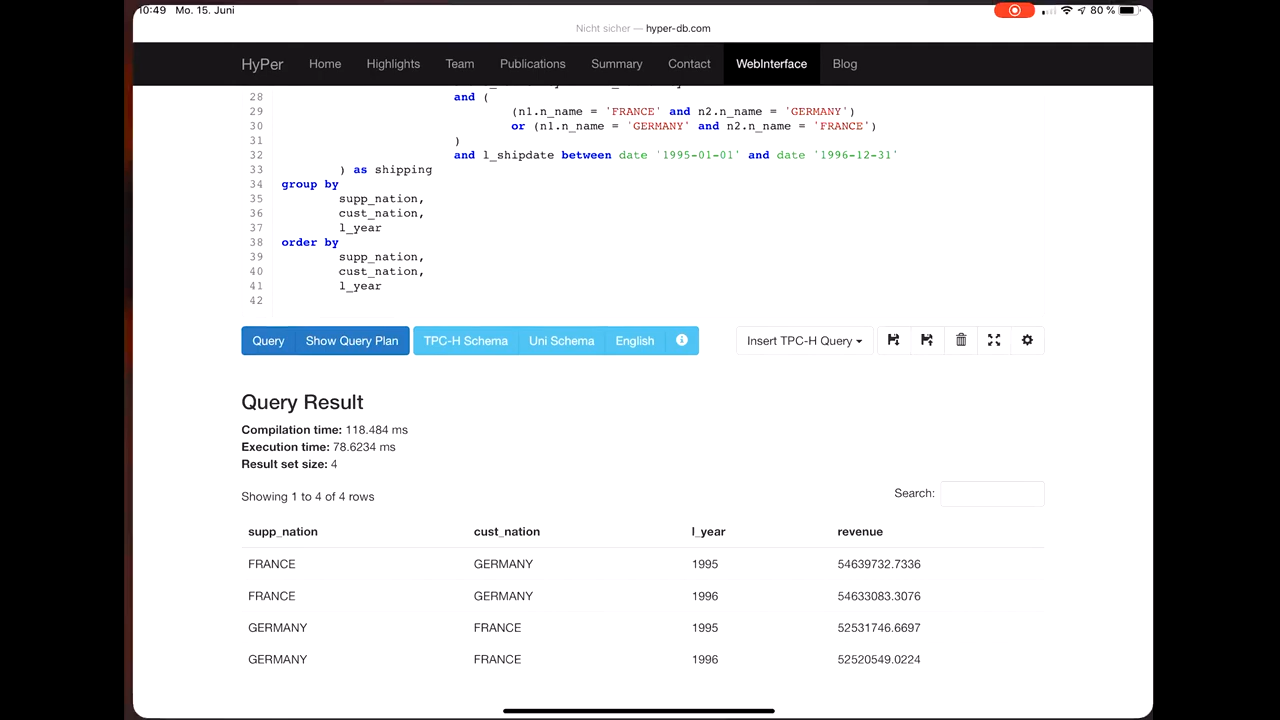 10:49 Mo. 15. Juni 80 %
Nicht sicher — hyper-db.com
HyPer Home Highlights Team Publications Summary Contact WebInterface Blog
28 and (
29 (n1.n_name = 'FRANCE' and n2.n_name = 'GERMANY')
30 or (n1.n_name = 'GERMANY' and n2.n_name = 'FRANCE')
31 )
32 and l_shipdate between date '1995-01-01' and date '1996-12-31'
33 ) as shipping
34 group by
35 supp_nation,
36 cust_nation,
37 l_year
38 order by
39 supp_nation,
40 cust_nation,
41 l_year
42
Query Show Query Plan TPC-H Schema Uni Schema English Insert TPC-H Query
Query Result
Compilation time: 118.484 ms
Execution time: 78.6234 ms
Result set size: 4
Showing 1 to 4 of 4 rows Search:
supp_nation cust_nation l_year revenue
FRANCE GERMANY 1995 54639732.7336
FRANCE GERMANY 1996 54633083.3076
GERMANY FRANCE 1995 52531746.6697
GERMANY FRANCE 1996 52520549.0224